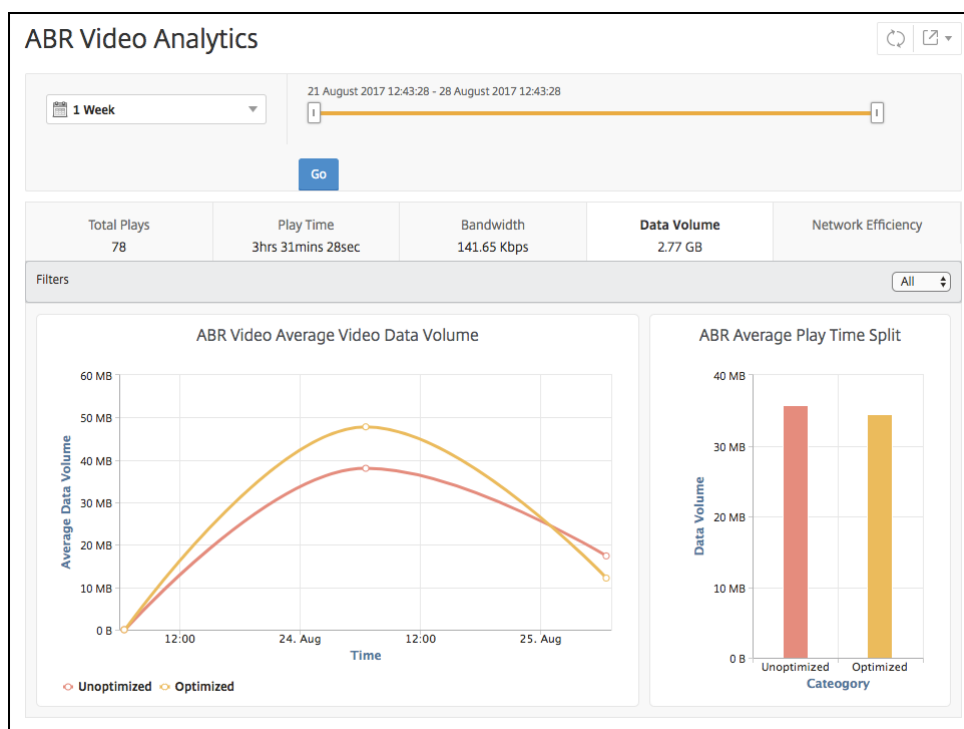 ABR Video Analytics
1 Week
21 August 2017 12:43:28 - 28 August 2017 12:43:28
Go
Total Plays
78
Play Time
3hrs 31mins 28sec
Bandwidth
141.65 Kbps
Data Volume
2.77 GB
Network Efficiency
Filters
All
ABR Video Average Video Data Volume
60 MB
50 MB
40 MB
30 MB
20 MB
10 MB
0 B
Average Data Volume
12:00
24. Aug
12:00
25. Aug
Time
Unoptimized
Optimized
ABR Average Play Time Split
40 MB
30 MB
20 MB
10 MB
0 B
Data Volume
Unoptimized
Optimized
Cateogory